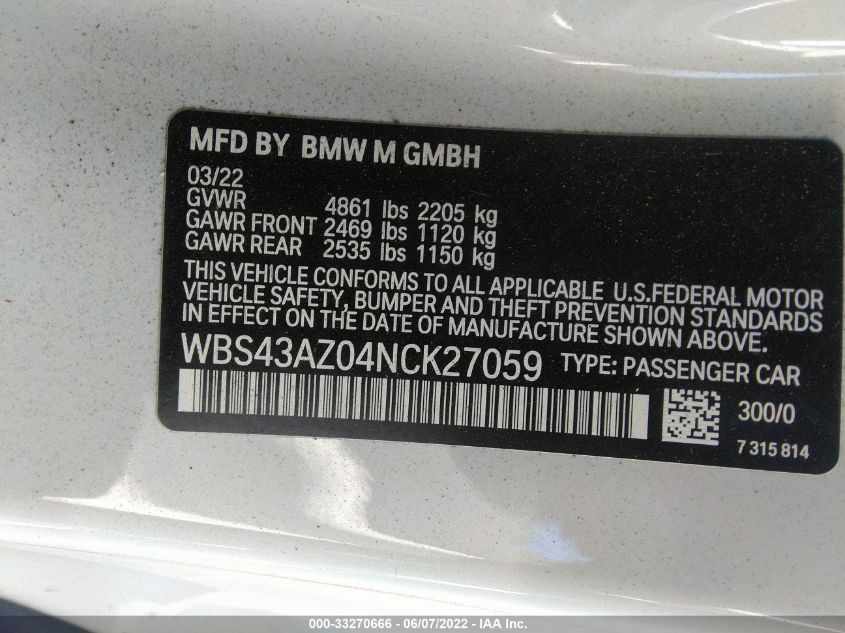 MFD BY BMW M GMBH
03/22
GVWR 4861 lbs 2205 kg
GAWR FRONT 2469 lbs 1120 kg
GAWR REAR 2535 lbs 1150 kg
THIS VEHICLE CONFORMS TO ALL APPLICABLE U.S.FEDERAL MOTOR
VEHICLE SAFETY, BUMPER AND THEFT PREVENTION STANDARDS
IN EFFECT ON THE DATE OF MANUFACTURE SHOWN ABOVE.
WBS43AZ04NCK27059 TYPE: PASSENGER CAR
300/0
7 315 814
000-33270666 - 06/07/2022 - IAA Inc.